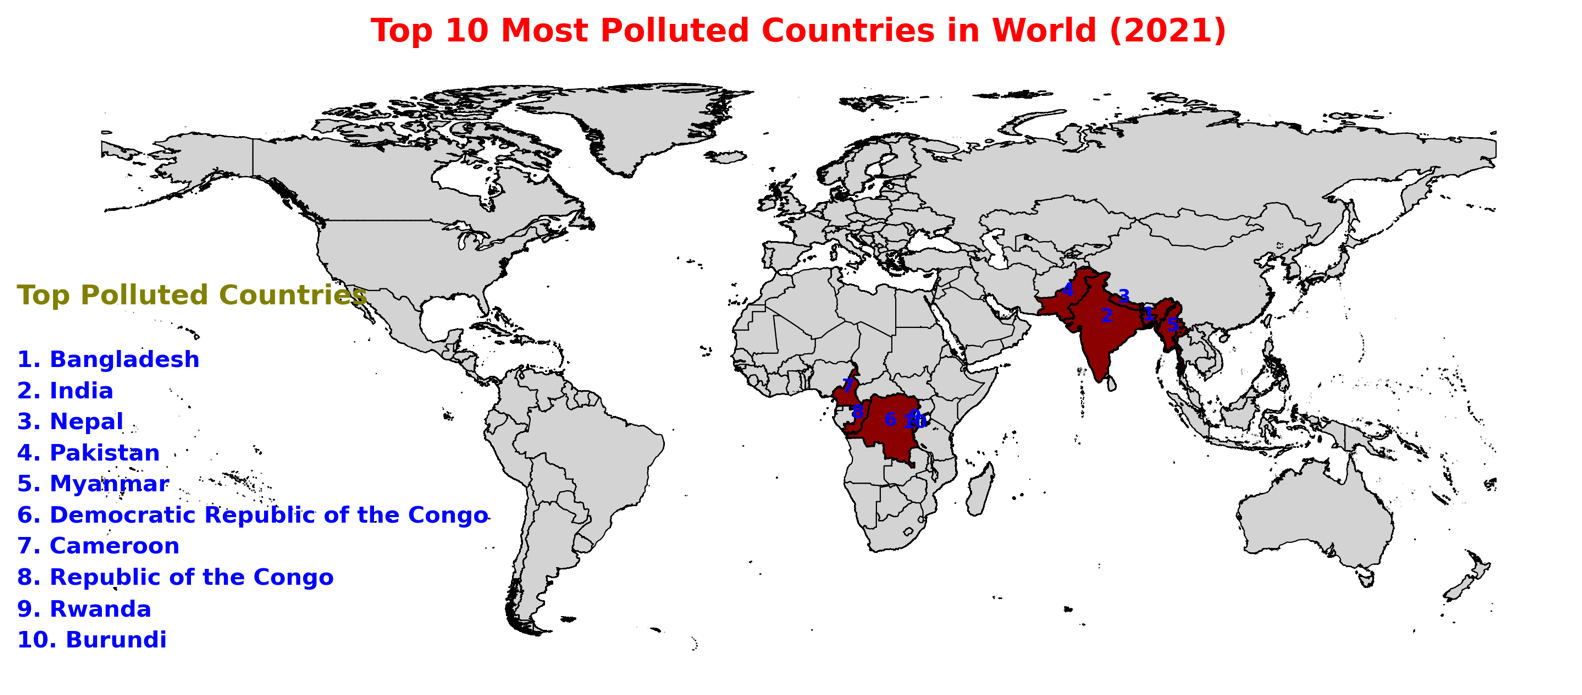 Top 10 Most Polluted Countries in World (2021)
Top Polluted Countries
1. Bangladesh
2. India
3. Nepal
4. Pakistan
5. Myanmar
6. Democratic Republic of the Congo
7. Cameroon
8. Republic of the Congo
9. Rwanda
10. Burundi
4
3
2
1
5
7
8
6
9
10